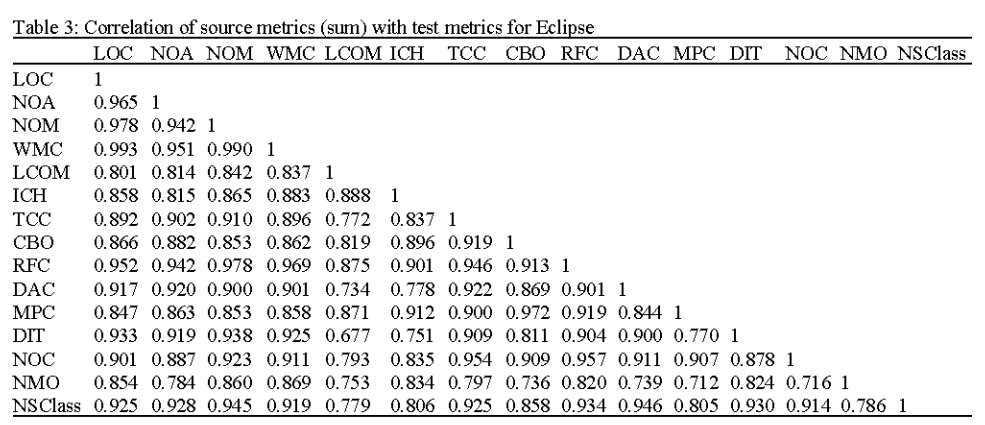 Table 3: Correlation of source metrics (sum) with test metrics for Eclipse
LOC NOA NOM WMC LCOM ICH TCC CBO RFC DAC MPC DIT NOC NMO NSClass
LOC 1
NOA 0.965 1
NOM 0.978 0.942 1
WMC 0.993 0.951 0.990 1
LCOM 0.801 0.814 0.842 0.837 1
ICH 0.858 0.815 0.865 0.883 0.888 1
TCC 0.892 0.902 0.910 0.896 0.772 0.837 1
CBO 0.866 0.882 0.853 0.862 0.819 0.896 0.919 1
RFC 0.952 0.942 0.978 0.969 0.875 0.901 0.946 0.913 1
DAC 0.917 0.920 0.900 0.901 0.734 0.778 0.922 0.869 0.901 1
MPC 0.847 0.863 0.853 0.858 0.871 0.912 0.900 0.972 0.919 0.844 1
DIT 0.933 0.919 0.938 0.925 0.677 0.751 0.909 0.811 0.904 0.900 0.770 1
NOC 0.901 0.887 0.923 0.911 0.793 0.835 0.954 0.909 0.957 0.911 0.907 0.878 1
NMO 0.854 0.784 0.860 0.869 0.753 0.834 0.797 0.736 0.820 0.739 0.712 0.824 0.716 1
NSClass 0.925 0.928 0.945 0.919 0.779 0.806 0.925 0.858 0.934 0.946 0.805 0.930 0.914 0.786 1